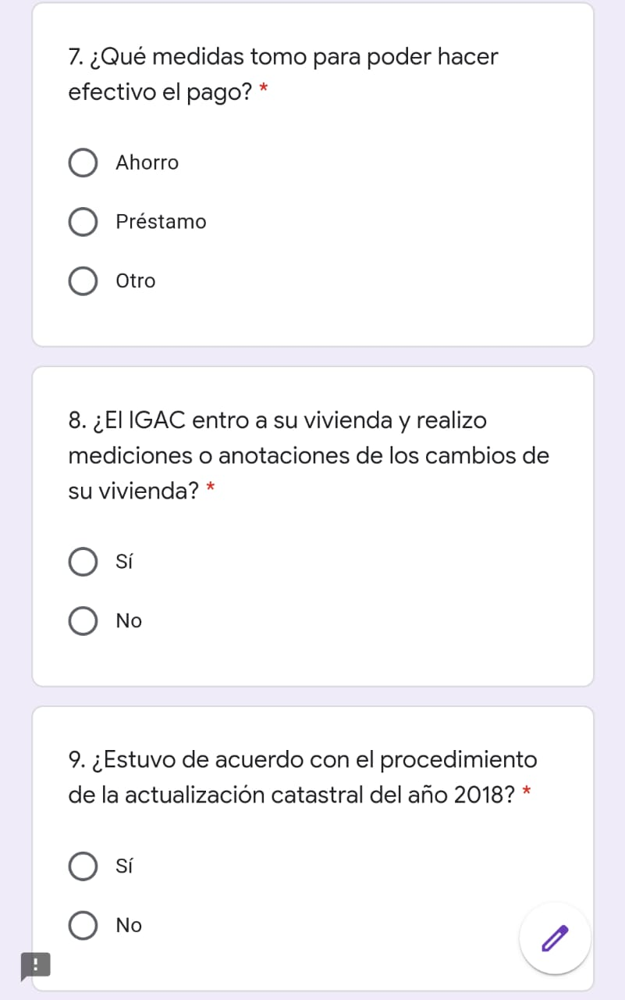 7. ¿Qué medidas tomo para poder hacer
efectivo el pago? *
Ahorro
Préstamo
Otro
8. ¿El IGAC entro a su vivienda y realizo
mediciones o anotaciones de los cambios de
su vivienda? *
Sí
No
9. ¿Estuvo de acuerdo con el procedimiento
de la actualización catastral del año 2018? *
Sí
No
!